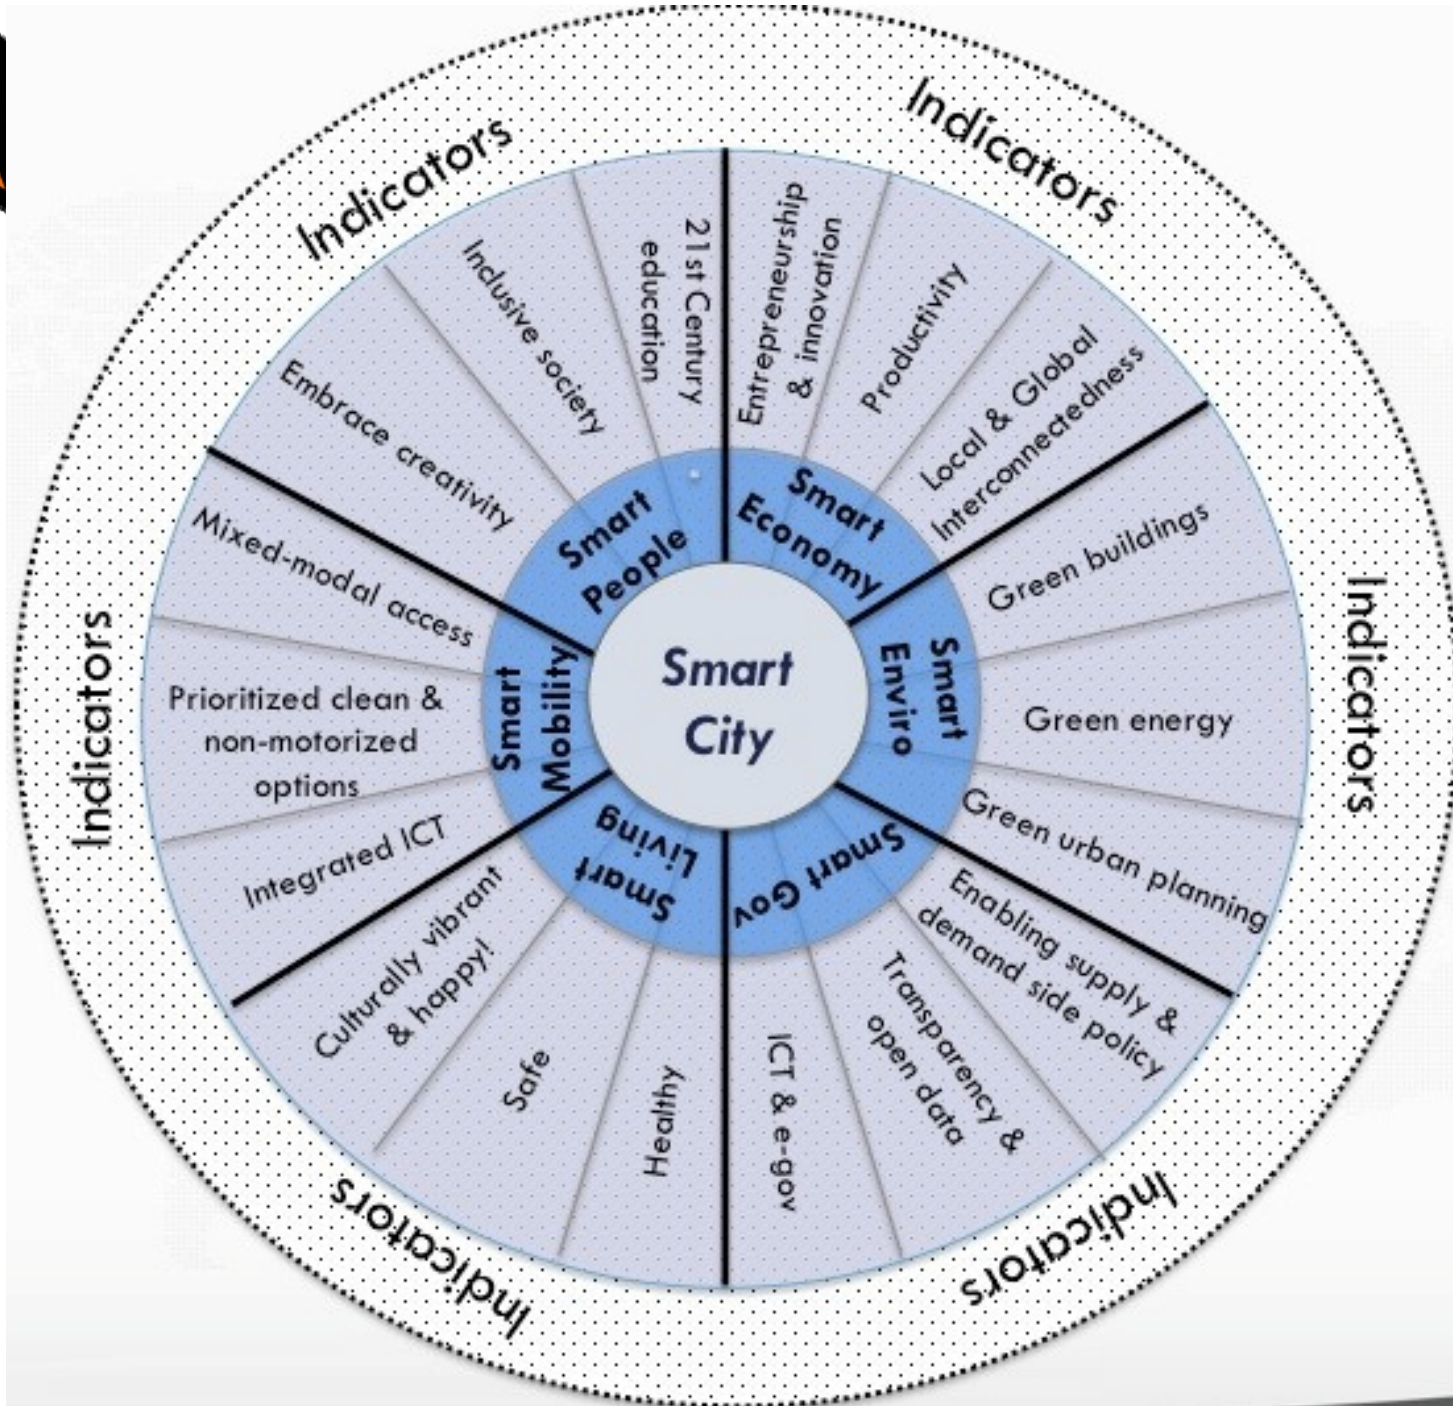 Smart
City
Smart
Economy
Entrepreneurship
& innovation
Productivity
Local & Global
Interconnectedness
Indicators
Smart
Enviro
Green buildings
Green energy
Green urban planning
Indicators
Smart Gov
Enabling supply &
demand side policy
Transparency &
open data
ICT & e-gov
Indicators
Smart
Living
Healthy
Safe
Culturally vibrant
& happy!
Indicators
Smart
Mobility
Integrated ICT
Prioritized clean &
non-motorized
options
Mixed-modal access
Indicators
Smart
People
Embrace creativity
Inclusive society
21st Century
education
Indicators